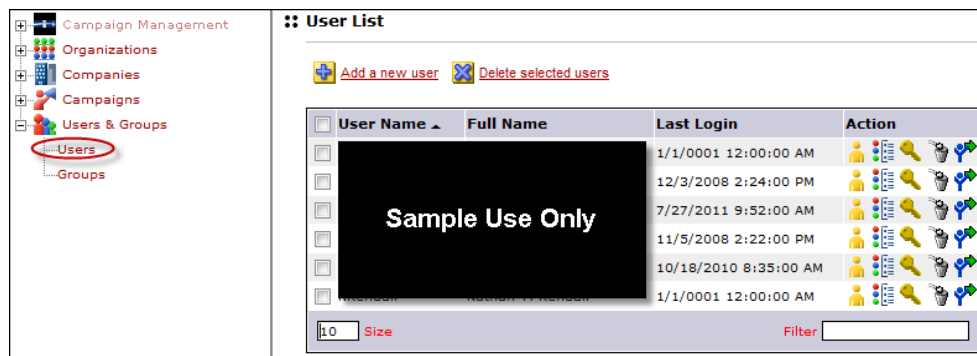 Campaign Management
Organizations
Companies
Campaigns
Users & Groups
Users
Groups
User List
Add a new user Delete selected users
User Name Full Name Last Login Action
1/1/0001 12:00:00 AM
12/3/2008 2:24:00 PM
7/27/2011 9:52:00 AM
Sample Use Only
11/5/2008 2:22:00 PM
10/18/2010 8:35:00 AM
1/1/0001 12:00:00 AM
10 Size Filter